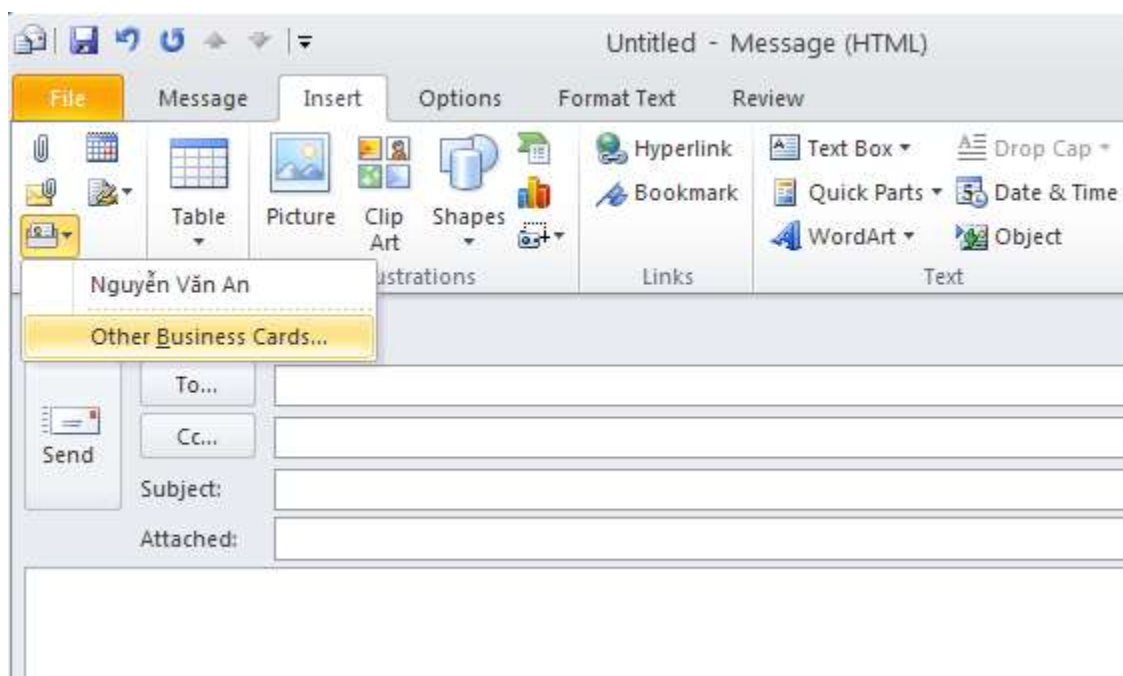 Untitled - Message (HTML)
File Message Insert Options Format Text Review
Hyperlink Text Box Drop Cap
Bookmark Quick Parts Date & Time
Table Picture Clip Art Shapes
WordArt Object
ustrations Links Text
Nguyễn Văn An
Other Business Cards...
To...
Cc...
Send
Subject:
Attached: